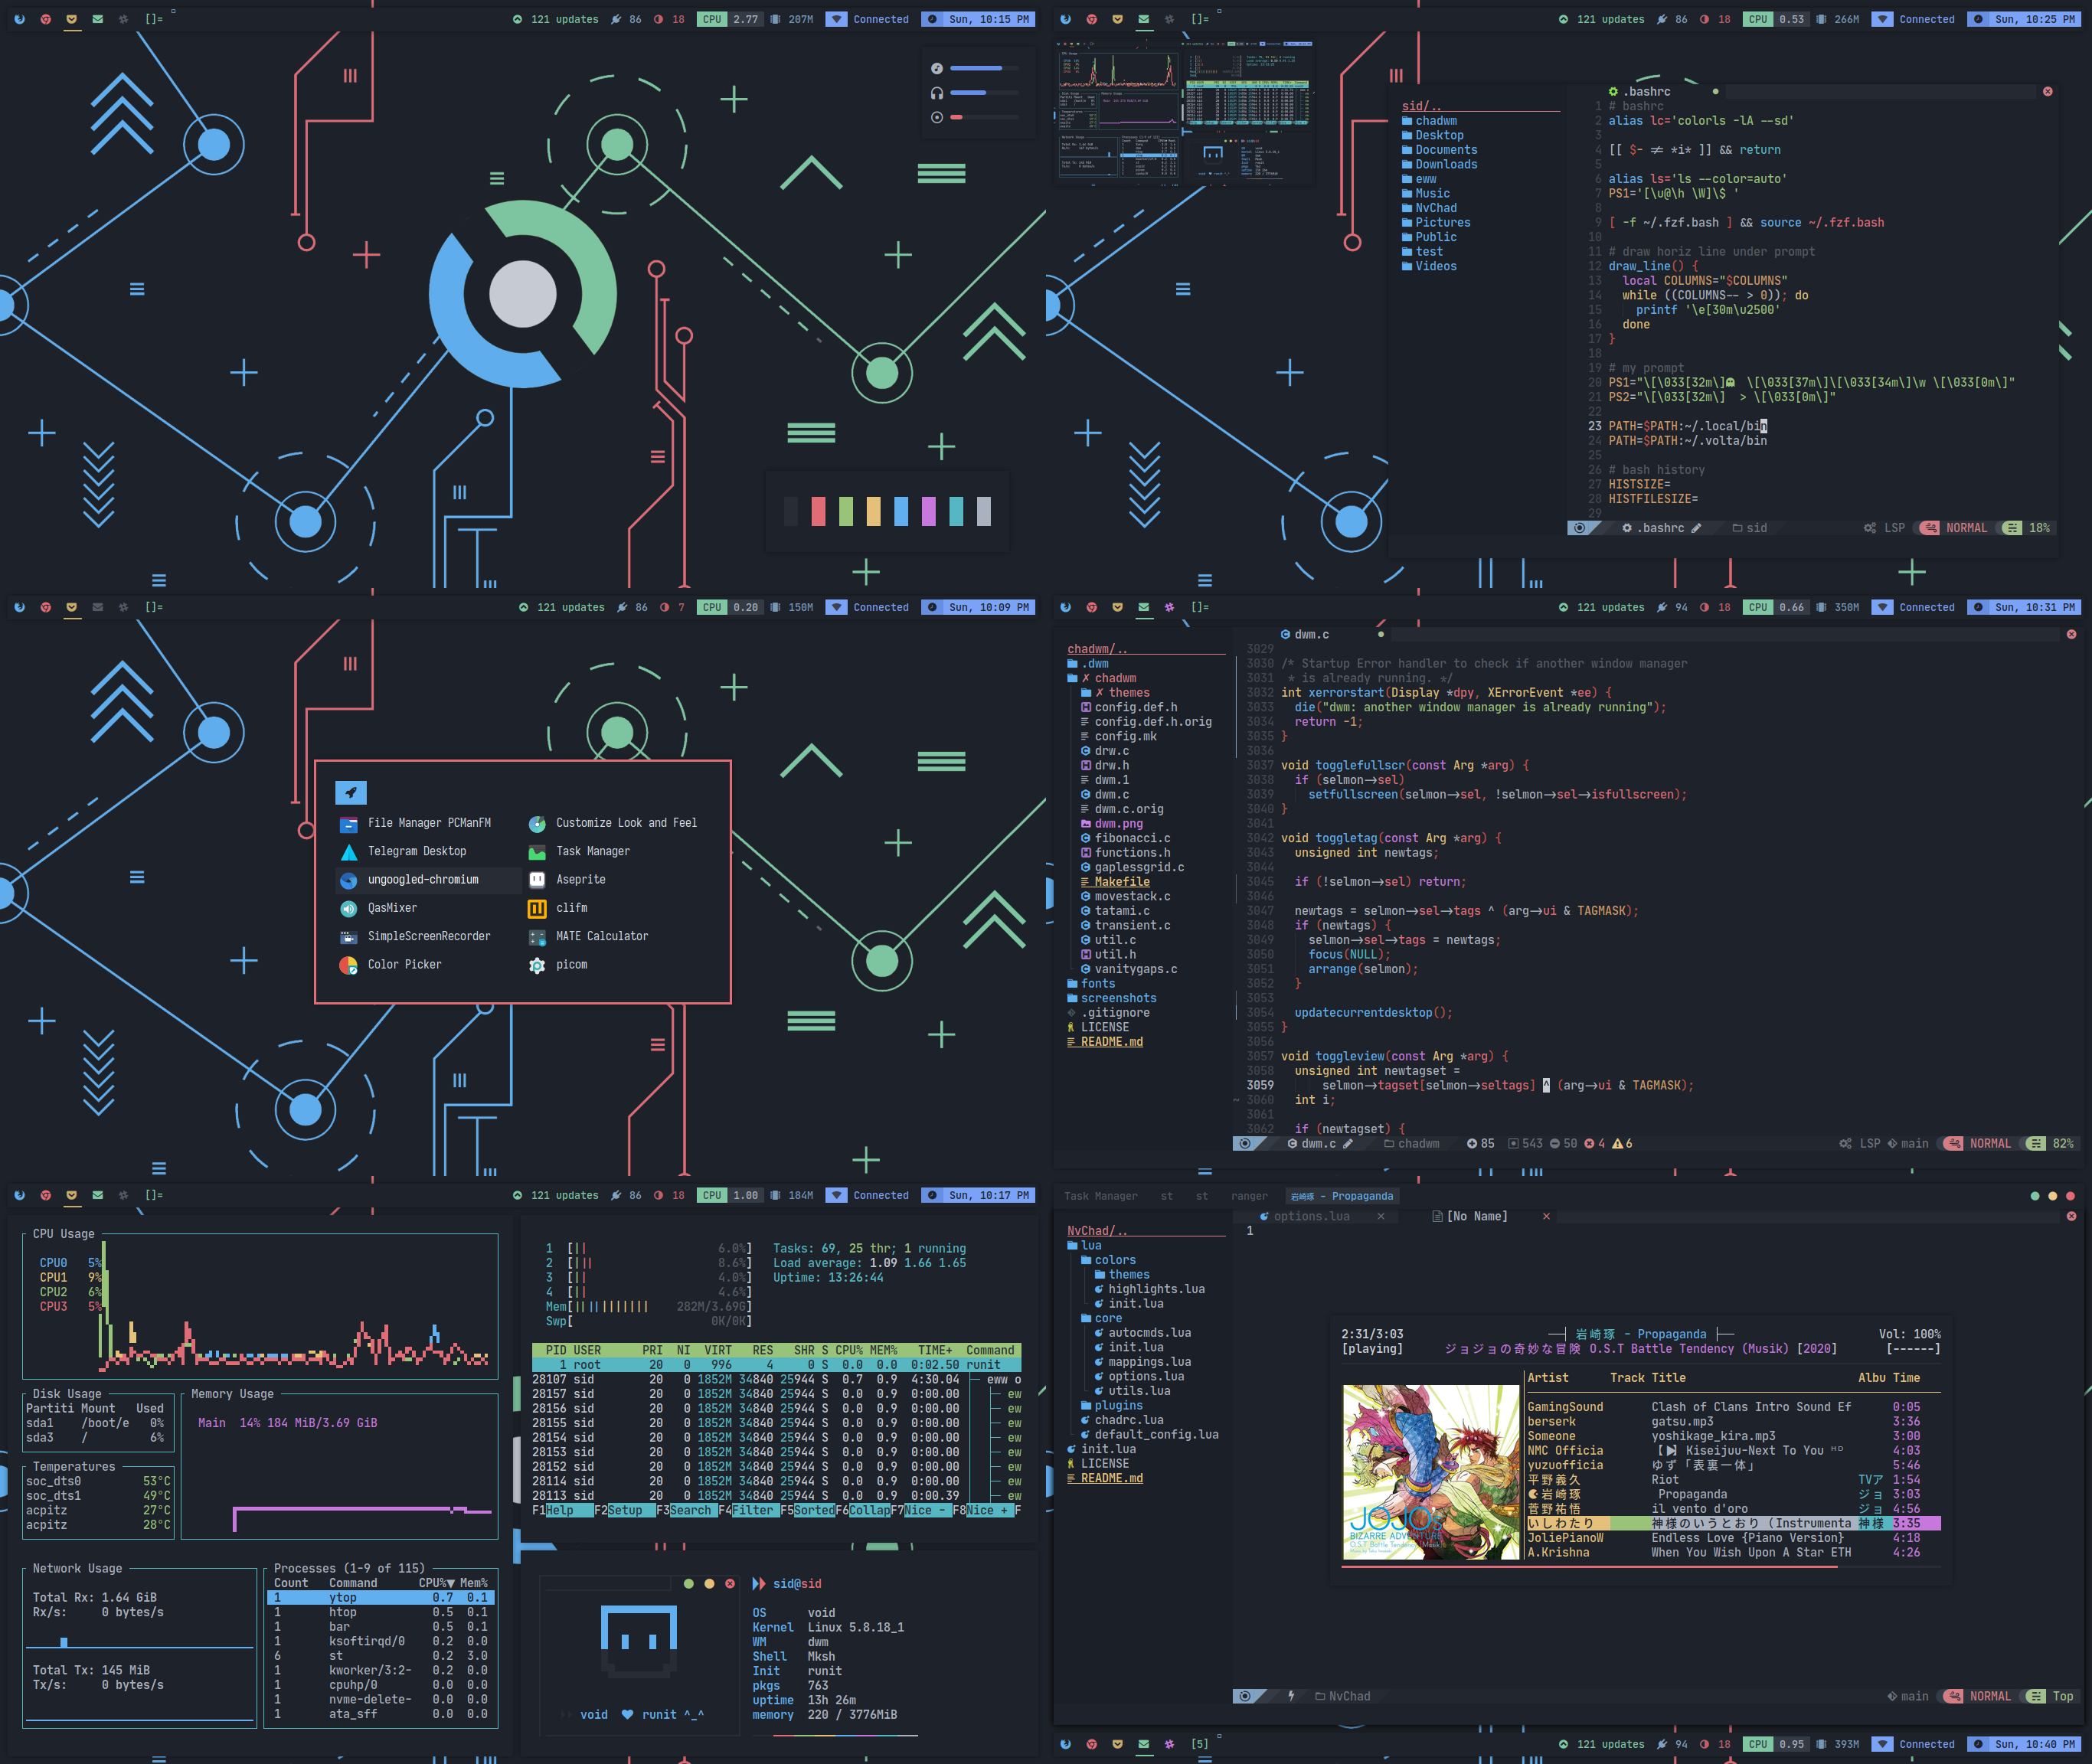 []= 121 updates 86 18 CPU 2.77 207M Connected Sun, 10:15 PM
[]= 121 updates 86 18 CPU 0.53 266M Connected Sun, 10:25 PM
sid/..
chadwm
Desktop
Documents
Downloads
eww
Music
NvChad
Pictures
Public
test
Videos
.bashrc
1 # bashrc
2 alias lc='colorls -lA --sd'
3
4 [[ $- ≠ *i* ]] && return
5
6 alias ls='ls --color=auto'
7 PS1='[\u@\h \W]\$ '
8
9 [ -f ~/.fzf.bash ] && source ~/.fzf.bash
10
11 # draw horiz line under prompt
12 draw_line() {
13 local COLUMNS="$COLUMNS"
14 while ((COLUMNS-- > 0)); do
15 printf '\e[30m\u2500'
16 done
17 }
18
19 # my prompt
20 PS1="\[\033[32m\] \[\033[37m\]\[\033[34m\]\w \[\033[0m\]"
21 PS2="\[\033[32m\] > \[\033[0m\]"
22
23 PATH=$PATH:~/.local/bin
24 PATH=$PATH:~/.volta/bin
25
26 # bash history
27 HISTSIZE=
28 HISTFILESIZE=
29
.bashrc sid LSP NORMAL 18%
[]= 121 updates 86 7 CPU 0.20 150M Connected Sun, 10:09 PM
File Manager PCManFM Customize Look and Feel
Telegram Desktop Task Manager
ungoogled-chromium Aseprite
QasMixer clifm
SimpleScreenRecorder MATE Calculator
Color Picker picom
[]= 121 updates 94 18 CPU 0.66 350M Connected Sun, 10:31 PM
chadwm/..
.dwm
✗ chadwm
✗ themes
config.def.h
config.def.h.orig
config.mk
drw.c
drw.h
dwm.1
dwm.c
dwm.c.orig
dwm.png
fibonacci.c
functions.h
gaplessgrid.c
Makefile
movestack.c
tatami.c
transient.c
util.c
util.h
vanitygaps.c
fonts
screenshots
.gitignore
LICENSE
README.md
dwm.c
3029
3030 /* Startup Error handler to check if another window manager
3031 * is already running. */
3032 int xerrorstart(Display *dpy, XErrorEvent *ee) {
3033 die("dwm: another window manager is already running");
3034 return -1;
3035 }
3036
3037 void togglefullscr(const Arg *arg) {
3038 if (selmon→sel)
3039 setfullscreen(selmon→sel, !selmon→sel→isfullscreen);
3040 }
3041
3042 void toggletag(const Arg *arg) {
3043 unsigned int newtags;
3044
3045 if (!selmon→sel) return;
3046
3047 newtags = selmon→sel→tags ^ (arg→ui & TAGMASK);
3048 if (newtags) {
3049 selmon→sel→tags = newtags;
3050 focus(NULL);
3051 arrange(selmon);
3052 }
3053
3054 updatecurrentdesktop();
3055 }
3056
3057 void toggleview(const Arg *arg) {
3058 unsigned int newtagset =
3059 selmon→tagset[selmon→seltags] ^ (arg→ui & TAGMASK);
~ 3060 int i;
3061
3062 if (newtagset) {
dwm.c chadwm 85 543 50 4 6 LSP main NORMAL 82%
[]= 121 updates 86 18 CPU 1.00 184M Connected Sun, 10:17 PM
CPU Usage
CPU0 5%
CPU1 9%
CPU2 6%
CPU3 5%
Disk Usage
Partiti Mount Used
sda1 /boot/e 0%
sda3 / 6%
Memory Usage
Main 14% 184 MiB/3.69 GiB
Temperatures
soc_dts0 53°C
soc_dts1 49°C
acpitz 27°C
acpitz 28°C
Network Usage
Total Rx: 1.64 GiB
Rx/s: 0 bytes/s
Total Tx: 145 MiB
Tx/s: 0 bytes/s
Processes (1-9 of 115)
Count Command CPU%▼ Mem%
1 ytop 0.7 0.1
1 htop 0.5 0.1
1 bar 0.5 0.1
1 ksoftirqd/0 0.2 0.0
6 st 0.2 3.0
1 kworker/3:2- 0.2 0.0
1 cpuhp/0 0.0 0.0
1 nvme-delete- 0.0 0.0
1 ata_sff 0.0 0.0
1 [|| 6.0%] Tasks: 69, 25 thr; 1 running
2 [||| 8.6%] Load average: 1.09 1.66 1.65
3 [|| 4.0%] Uptime: 13:26:44
4 [|| 4.6%]
Mem[||||||||||| 282M/3.69G]
Swp[ 0K/0K]
PID USER PRI NI VIRT RES SHR S CPU% MEM% TIME+ Command
1 root 20 0 996 4 0 S 0.0 0.0 0:02.50 runit
28107 sid 20 0 1852M 34840 25944 S 0.7 0.9 4:30.04 eww o
28157 sid 20 0 1852M 34840 25944 S 0.0 0.9 0:00.00 ew
28156 sid 20 0 1852M 34840 25944 S 0.0 0.9 0:00.00 ew
28155 sid 20 0 1852M 34840 25944 S 0.0 0.9 0:00.00 ew
28154 sid 20 0 1852M 34840 25944 S 0.0 0.9 0:00.00 ew
28153 sid 20 0 1852M 34840 25944 S 0.0 0.9 0:00.00 ew
28152 sid 20 0 1852M 34840 25944 S 0.0 0.9 0:00.00 ew
28114 sid 20 0 1852M 34840 25944 S 0.0 0.9 0:00.00 ew
28113 sid 20 0 1852M 34840 25944 S 0.0 0.9 0:00.39 ew
F1Help F2Setup F3Search F4Filter F5Sorted F6Collap F7Nice - F8Nice + F
void runit ^_^
sid@sid
OS void
Kernel Linux 5.8.18_1
WM dwm
Shell Mksh
Init runit
pkgs 763
uptime 13h 26m
memory 220 / 3776MiB
Task Manager st st ranger 岩崎琢 - Propaganda
NvChad/..
lua
colors
themes
highlights.lua
init.lua
core
autocmds.lua
init.lua
mappings.lua
options.lua
utils.lua
plugins
chadrc.lua
default_config.lua
init.lua
LICENSE
README.md
options.lua × [No Name] ×
1
2:31/3:03 岩崎琢 - Propaganda Vol: 100%
[playing] ジョジョの奇妙な冒険 O.S.T Battle Tendency (Musik) [2020] [------]
Artist Track Title Albu Time
GamingSound Clash of Clans Intro Sound Ef 0:05
berserk gatsu.mp3 3:36
Someone yoshikage_kira.mp3 3:00
NMC Officia Kiseijuu-Next To You ᴴᴰ 4:03
yuzuofficia ゆず「表裏一体」 5:46
平野義久 Riot TVア 1:54
岩崎琢 Propaganda ジョ 3:03
菅野祐悟 il vento d'oro ジョ 4:56
いしわたり 神様のいうとおり (Instrumenta 神様 3:35
JoliePianoW Endless Love {Piano Version} 4:18
A.Krishna When You Wish Upon A Star ETH 4:26
JOJO's
BIZARRE ADVENTURE
O.S.T Battle Tendency [Musik]
NvChad main NORMAL Top
[5] 121 updates 94 18 CPU 0.95 393M Connected Sun, 10:40 PM